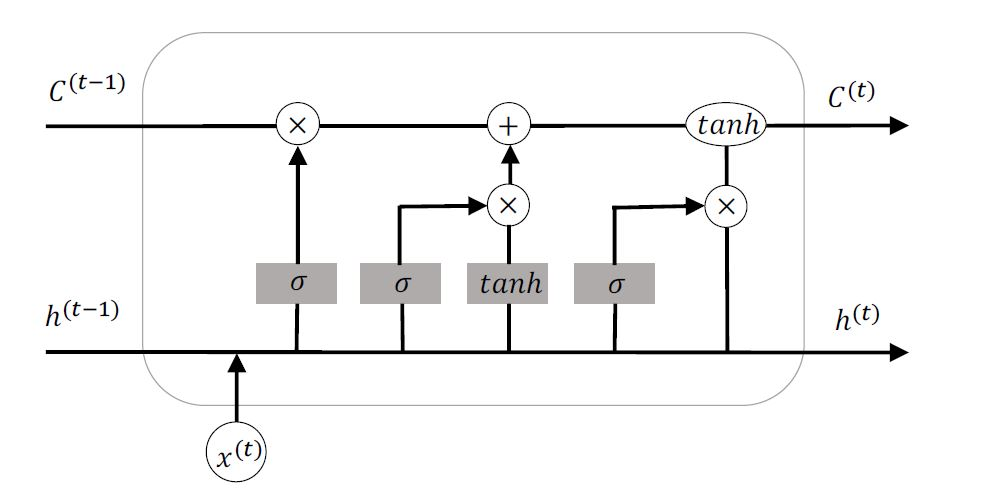 C^(t−1)
C^(t)
× + tanh
× ×
σ σ tanh σ
h^(t−1)
h^(t)
x^(t)